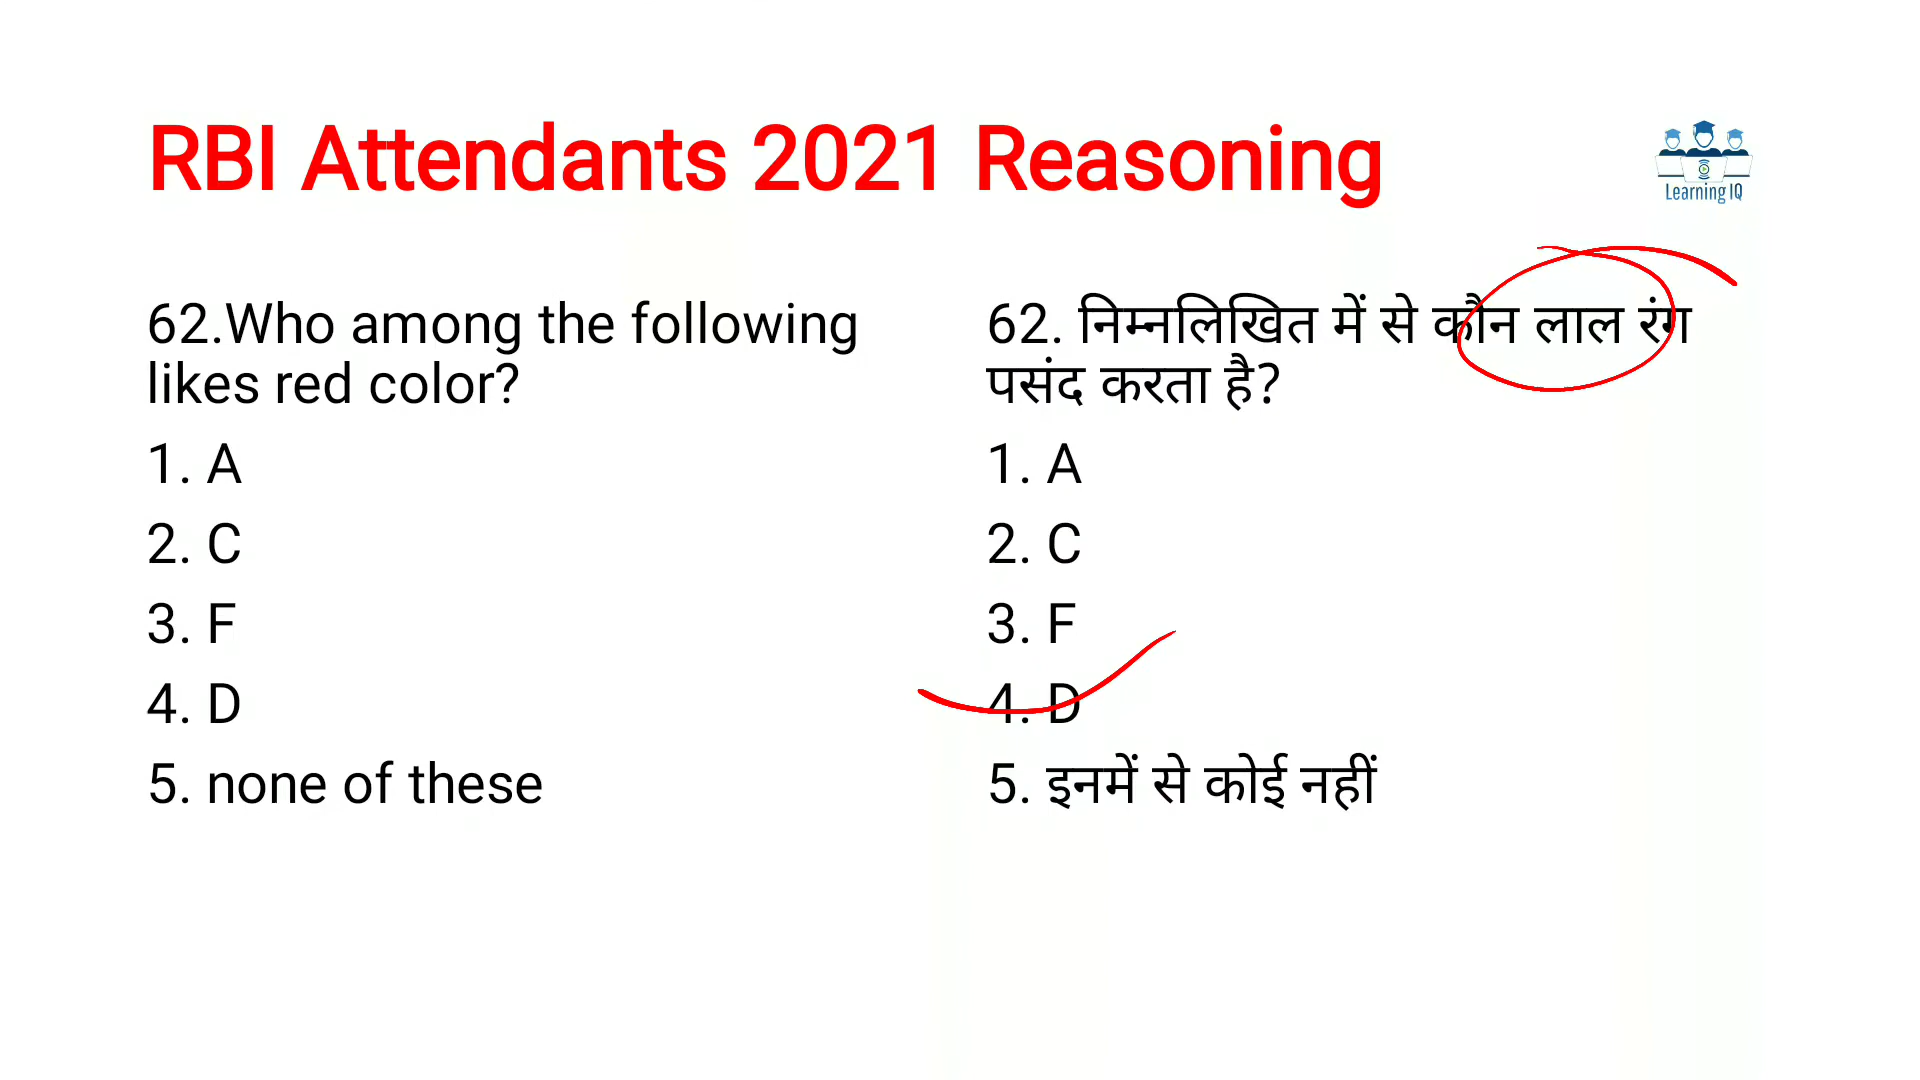 RBI Attendants 2021 Reasoning
Learning IQ
62.Who among the following
likes red color?
1. A
2. C
3. F
4. D
5. none of these
62. निम्नलिखित में से कौन लाल रंग
पसंद करता है?
1. A
2. C
3. F
4. D
5. इनमें से कोई नहीं